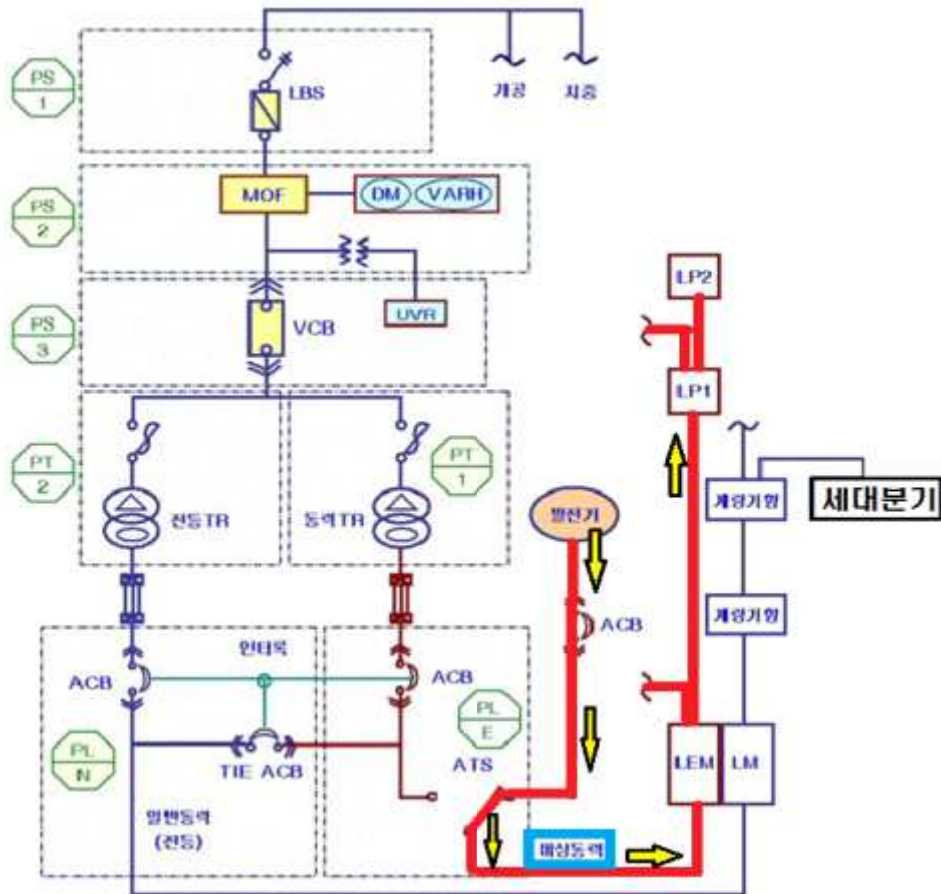 PS
1
LBS
가공
지중
PS
2
MOF
DM
VARH
PS
3
VCB
UVR
LP2
LP1
PT
2
PT
1
전등TR
동력TR
발전기
계량기함
세대분기
계량기함
ACB
인터록
ACB
ACB
PL
N
PL
E
TIE ACB
ATS
LEM
LM
일반동력
(전등)
비상동력